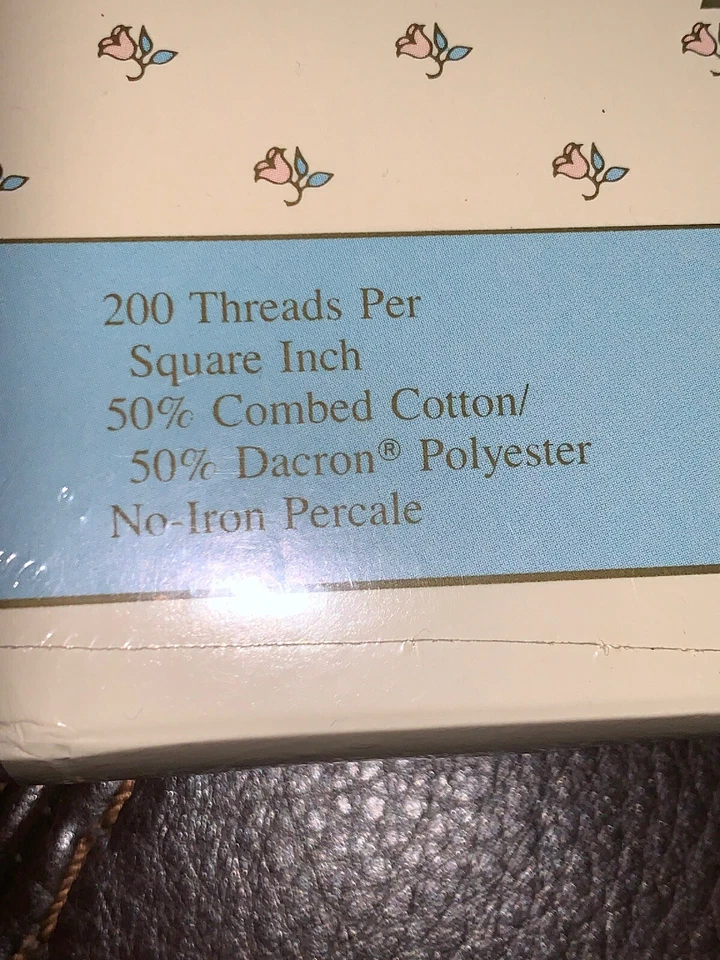 200 Threads Per
Square Inch
50% Combed Cotton/
50% Dacron® Polyester
No-Iron Percale